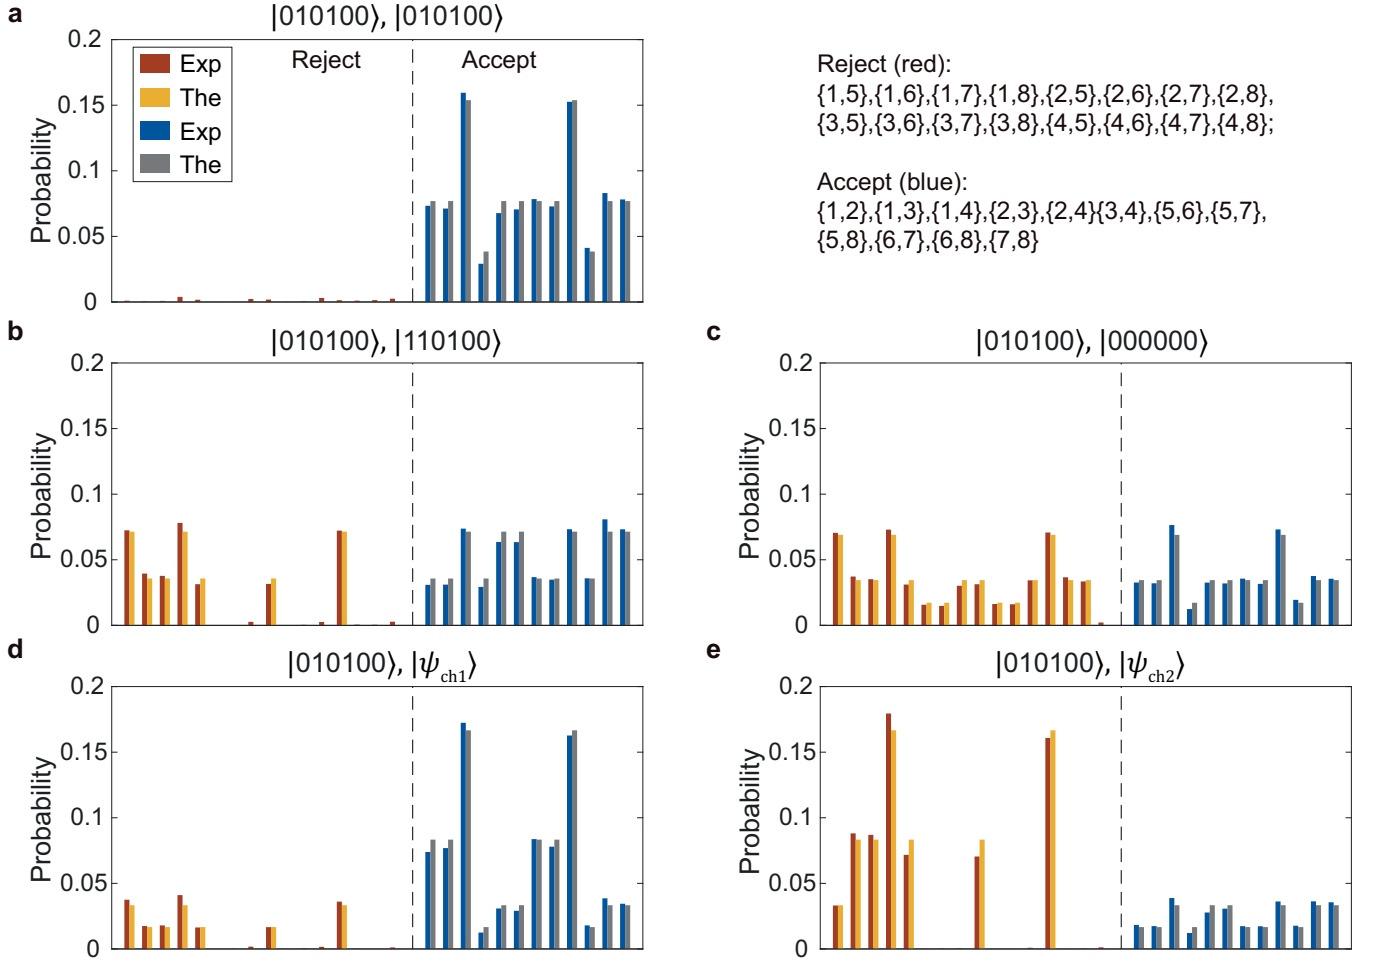 a
|010100⟩, |010100⟩
0.2
0.15
0.1
0.05
0
Probability
Exp
The
Exp
The
Reject
Accept
Reject (red):
{1,5},{1,6},{1,7},{1,8},{2,5},{2,6},{2,7},{2,8},
{3,5},{3,6},{3,7},{3,8},{4,5},{4,6},{4,7},{4,8};
Accept (blue):
{1,2},{1,3},{1,4},{2,3},{2,4}{3,4},{5,6},{5,7},
{5,8},{6,7},{6,8},{7,8}
b
|010100⟩, |110100⟩
0.2
0.15
0.1
0.05
0
Probability
c
|010100⟩, |000000⟩
0.2
0.15
0.1
0.05
0
Probability
d
|010100⟩, |ψch1⟩
0.2
0.15
0.1
0.05
0
Probability
e
|010100⟩, |ψch2⟩
0.2
0.15
0.1
0.05
0
Probability